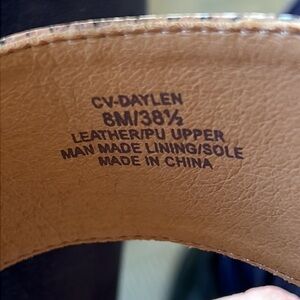 CV-DAYLEN
8M/38½
LEATHER/PU UPPER
MAN MADE LINING/SOLE
MADE IN CHINA